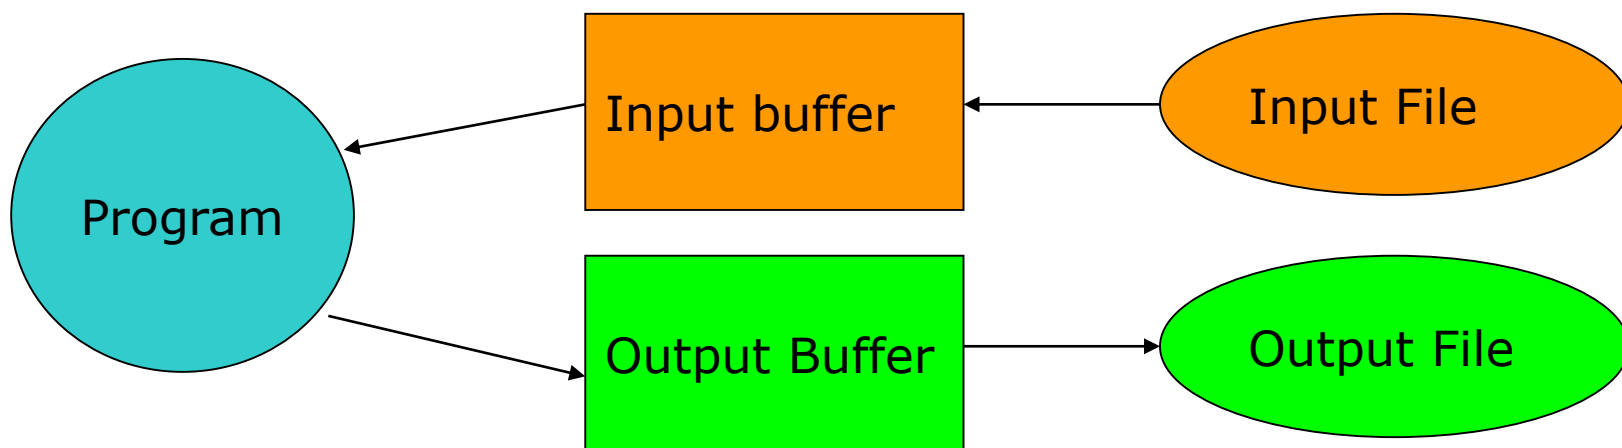 Input buffer
Input File
Program
Output Buffer
Output File